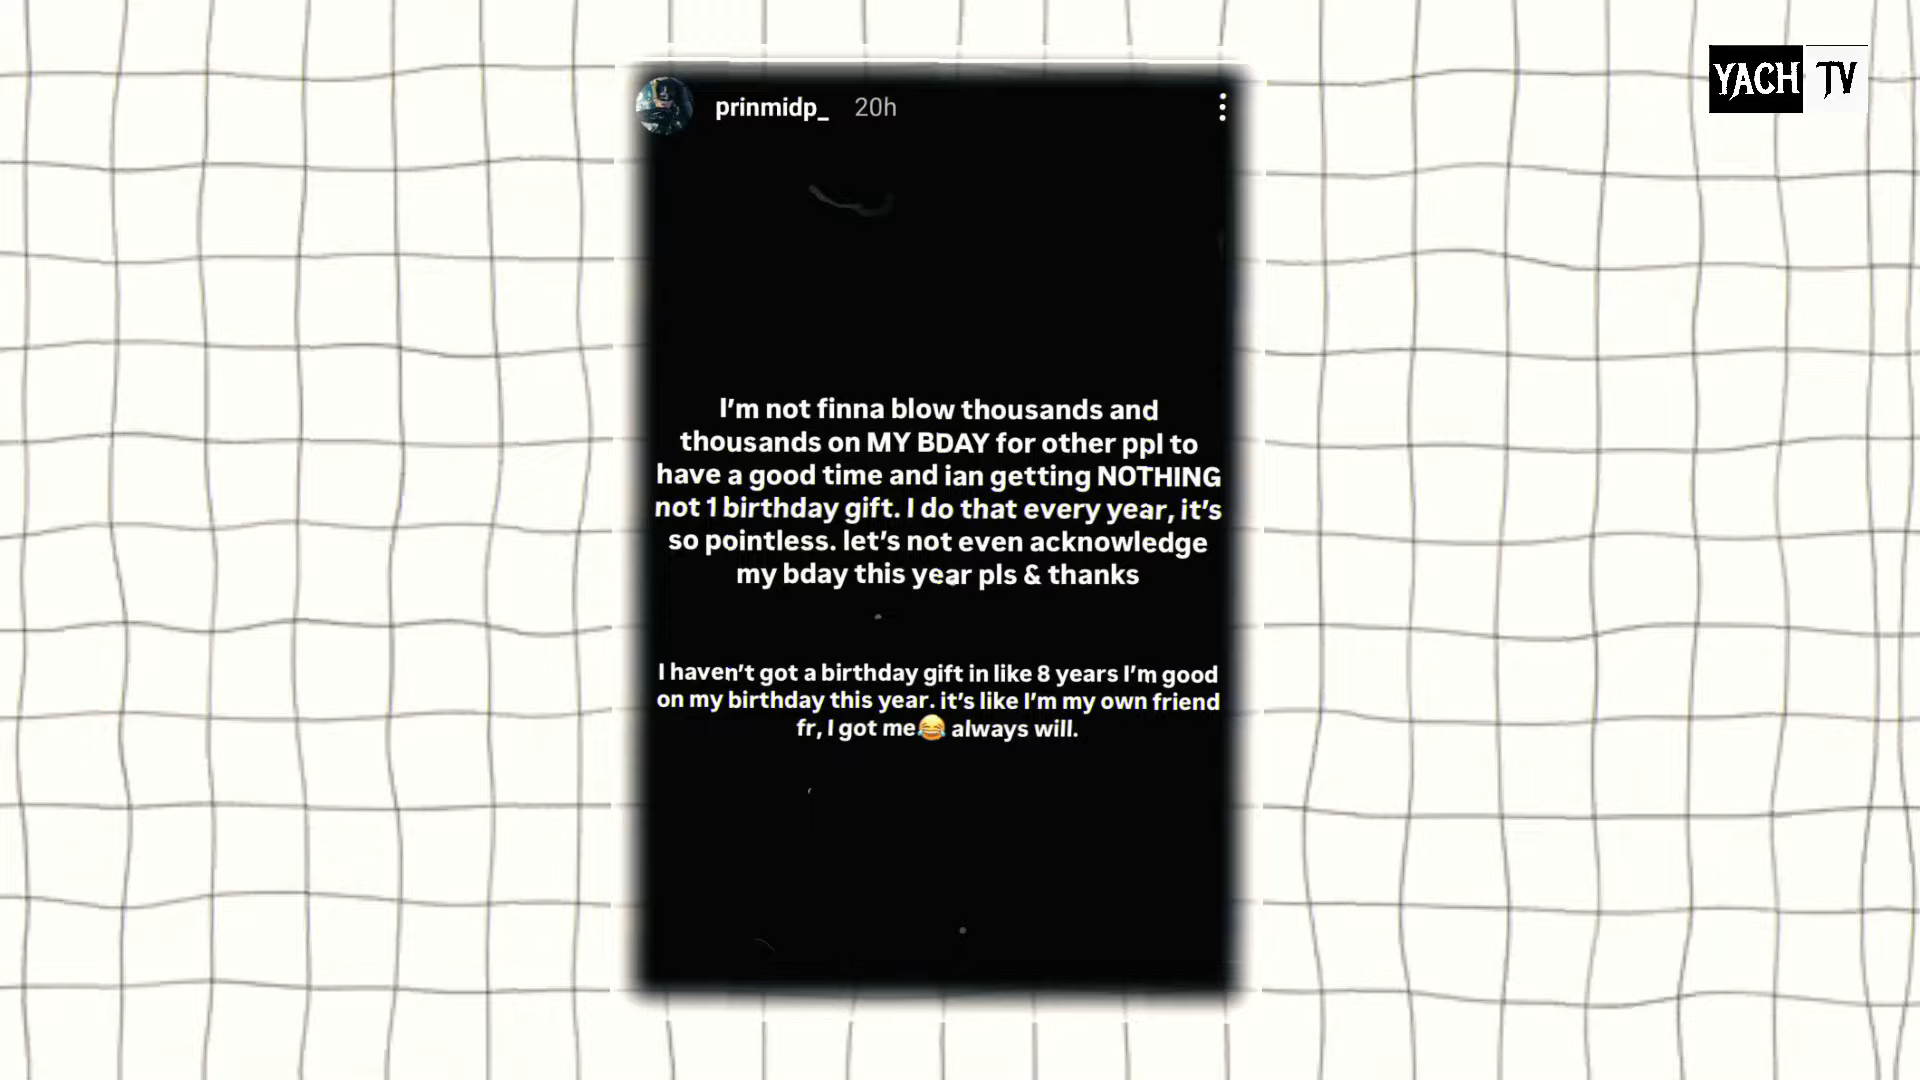 YACH TV
prinmidp_ 20h
I'm not finna blow thousands and
thousands on MY BDAY for other ppl to
have a good time and ian getting NOTHING
not 1 birthday gift. I do that every year, it's
so pointless. let's not even acknowledge
my bday this year pls & thanks
I haven't got a birthday gift in like 8 years I'm good
on my birthday this year. it's like I'm my own friend
fr, I got me😂 always will.